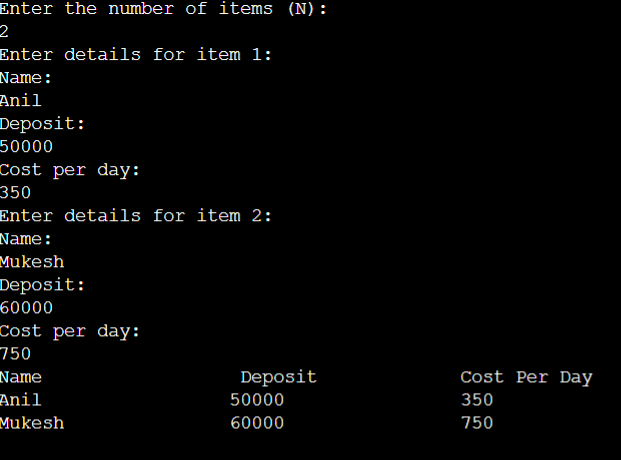 Enter the number of items (N):
2
Enter details for item 1:
Name:
Anil
Deposit:
50000
Cost per day:
350
Enter details for item 2:
Name:
Mukesh
Deposit:
60000
Cost per day:
750
Name Deposit Cost Per Day
Anil 50000 350
Mukesh 60000 750